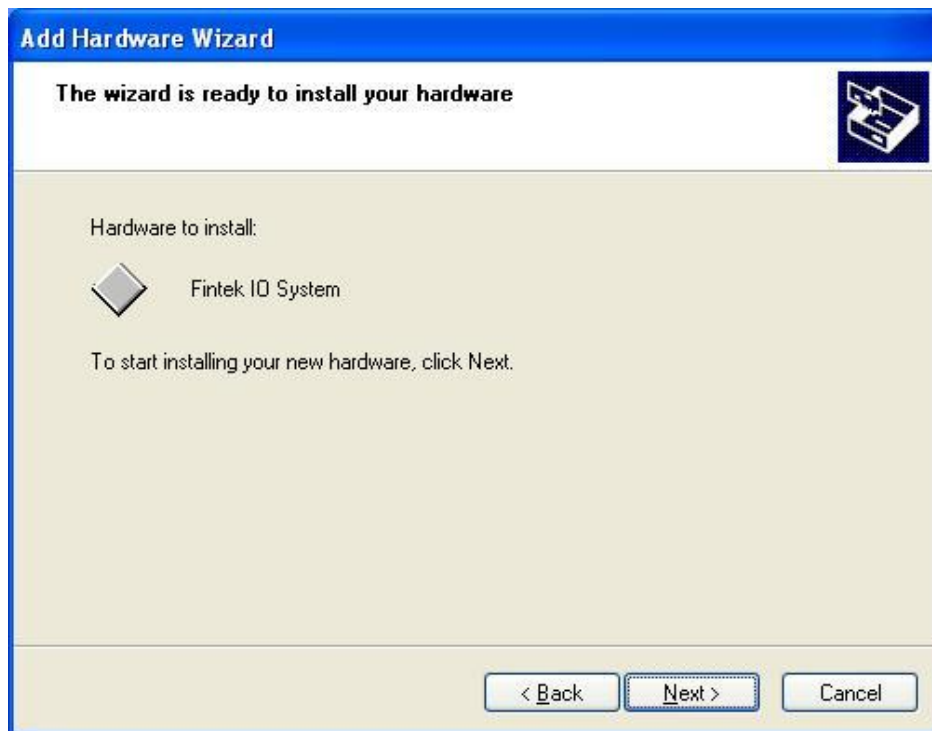 Add Hardware Wizard
The wizard is ready to install your hardware
Hardware to install:
Fintek IO System
To start installing your new hardware, click Next.
< Back Next > Cancel